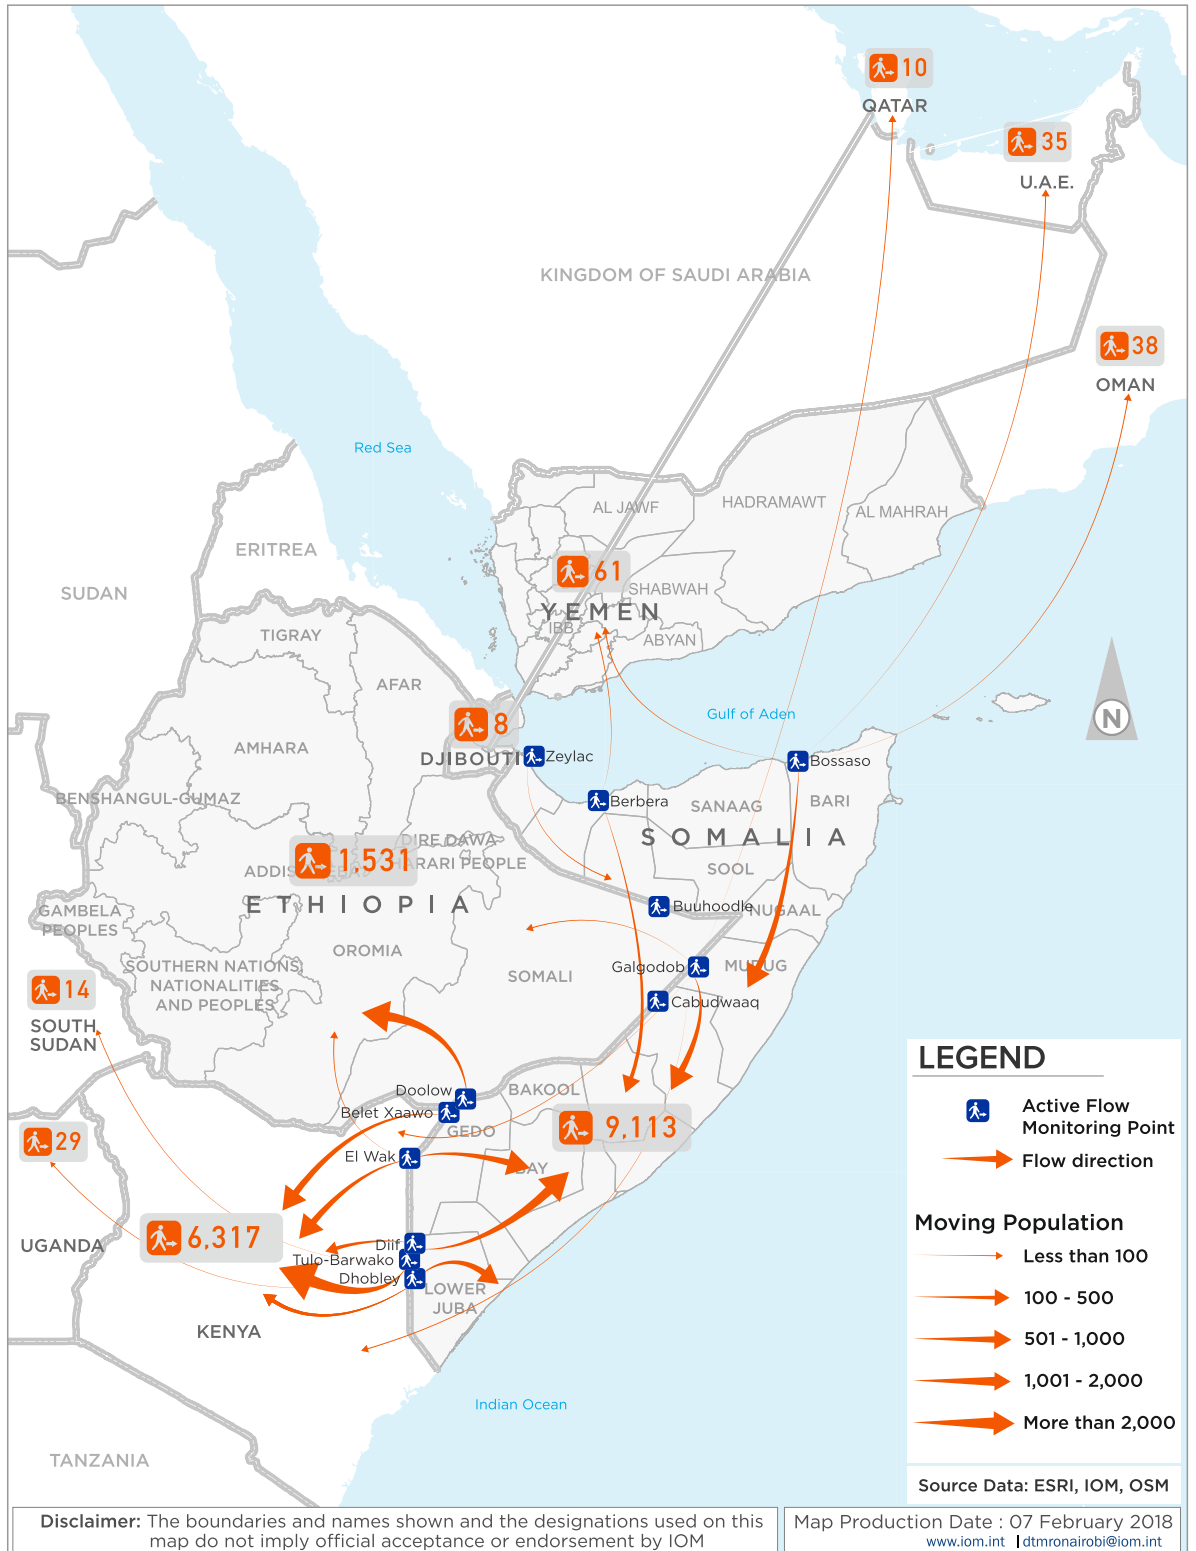 10
QATAR
35
U.A.E.
KINGDOM OF SAUDI ARABIA
38
OMAN
Red Sea
AL JAWF
HADRAMAWT
AL MAHRAH
ERITREA
SUDAN
61
SHABWAH
YEMEN
IBB
ABYAN
TIGRAY
AFAR
8
Gulf of Aden
N
AMHARA
DJIBOUTI
Zeylac
Bossaso
BENSHANGUL-GUMAZ
Berbera
SANAAG
BARI
SOMALIA
DIRE DAWA
1,531
HARARI PEOPLE
ADDIS
SOOL
ETHIOPIA
Buuhoodle
NUGAAL
GAMBELA
PEOPLES
OROMIA
SOUTHERN NATIONS,
NATIONALITIES
AND PEOPLES
SOMALI
Galgodob
MUDUG
14
Cabudwaaq
SOUTH
SUDAN
Doolow
BAKOOL
Belet Xaawo
GEDO
9,113
29
El Wak
BAY
6,317
UGANDA
Diif
Tulo-Barwako
Dhobley
LOWER
JUBA
KENYA
Indian Ocean
TANZANIA
LEGEND
Active Flow
Monitoring Point
Flow direction
Moving Population
Less than 100
100 - 500
501 - 1,000
1,001 - 2,000
More than 2,000
Source Data: ESRI, IOM, OSM
Disclaimer: The boundaries and names shown and the designations used on this
map do not imply official acceptance or endorsement by IOM
Map Production Date : 07 February 2018
www.iom.int | dtmronairobi@iom.int